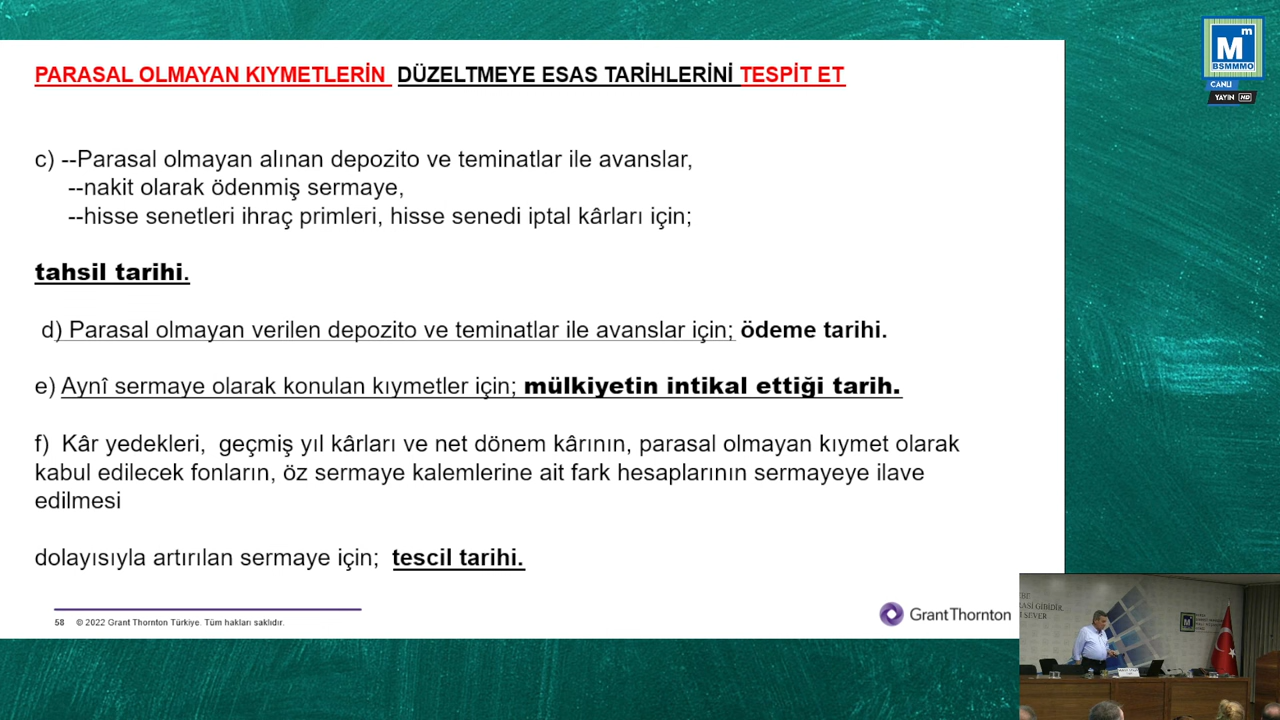 PARASAL OLMAYAN KIYMETLERİN DÜZELTMEYE ESAS TARİHLERİNİ TESPİT ET
c) --Parasal olmayan alınan depozito ve teminatlar ile avanslar,
--nakit olarak ödenmiş sermaye,
--hisse senetleri ihraç primleri, hisse senedi iptal kârları için;
tahsil tarihi.
d) Parasal olmayan verilen depozito ve teminatlar ile avanslar için; ödeme tarihi.
e) Aynî sermaye olarak konulan kıymetler için; mülkiyetin intikal ettiği tarih.
f) Kâr yedekleri, geçmiş yıl kârları ve net dönem kârının, parasal olmayan kıymet olarak
kabul edilecek fonların, öz sermaye kalemlerine ait fark hesaplarının sermayeye ilave
edilmesi
dolayısıyla artırılan sermaye için; tescil tarihi.
58 © 2022 Grant Thornton Türkiye. Tüm hakları saklıdır.
Grant Thornton
Mm
BSMMMO
CANLI
YAYIN HD
SEVER